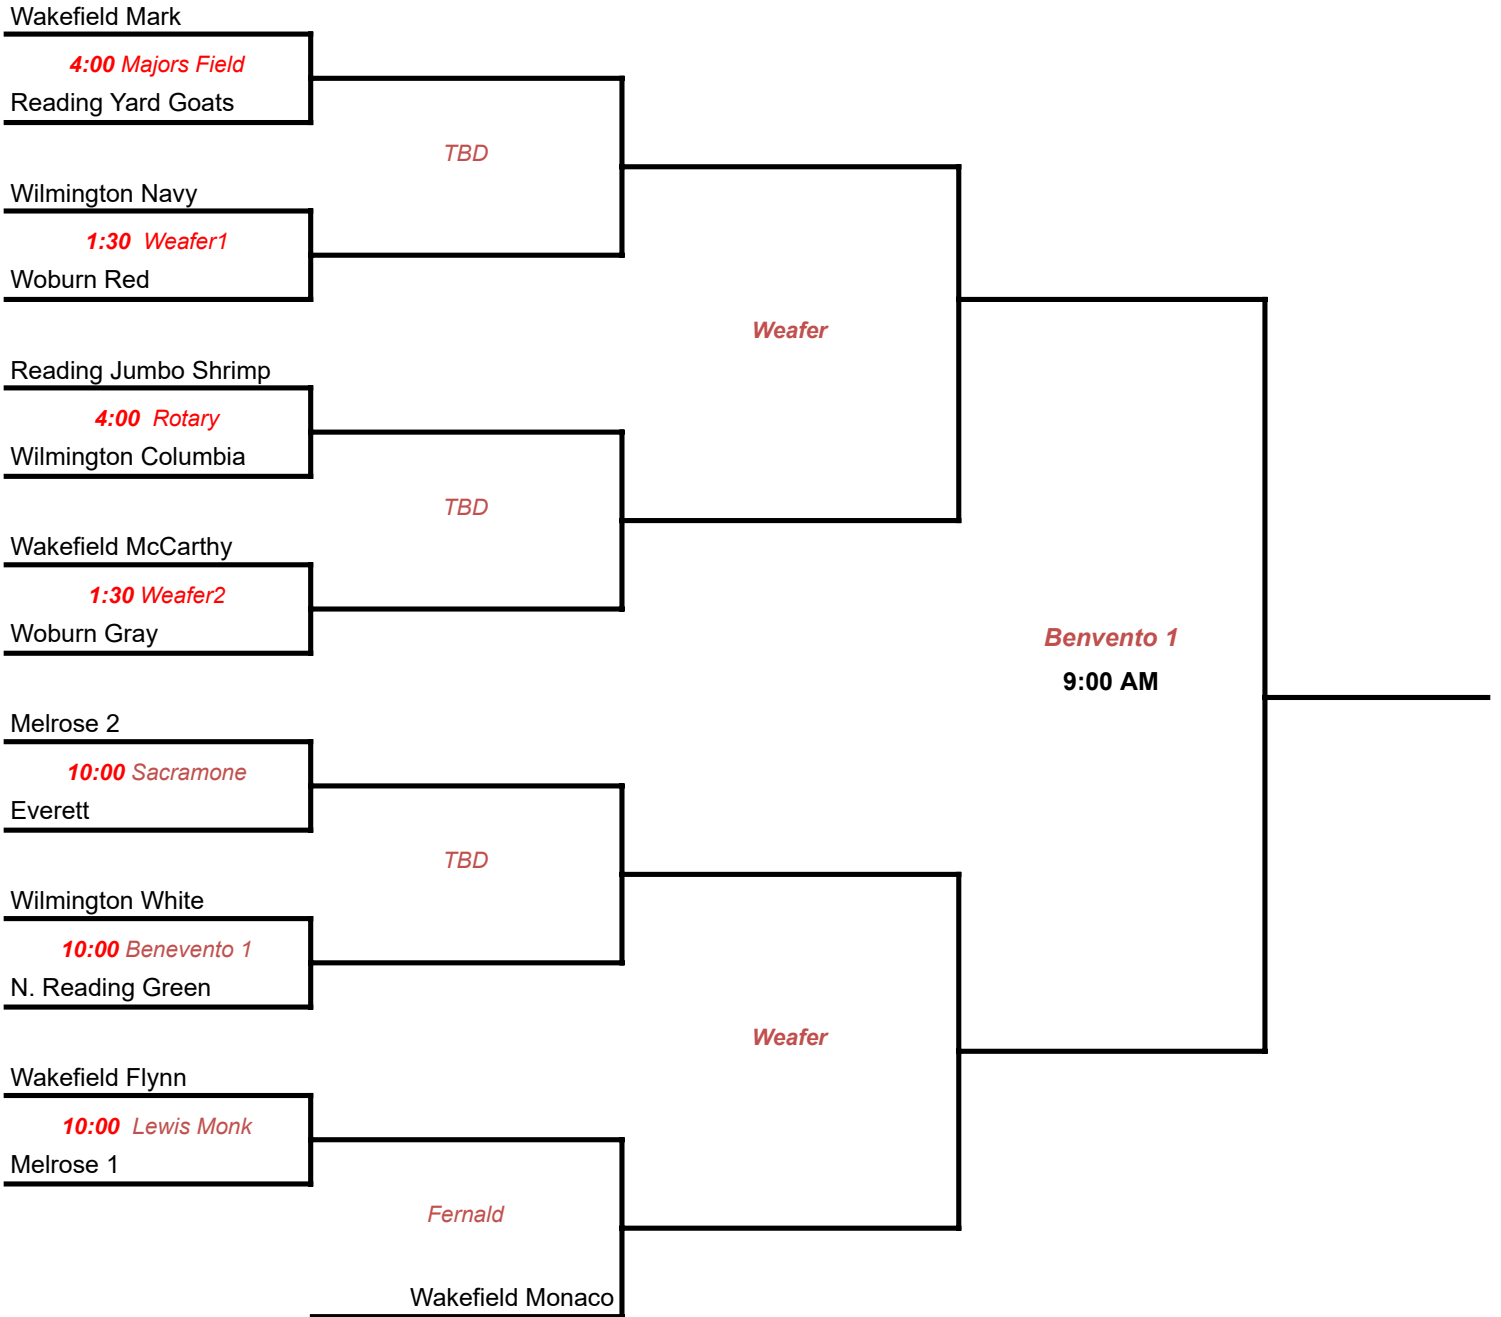 Wakefield Mark
4:00 Majors Field
Reading Yard Goats
TBD
Wilmington Navy
1:30 Weafer1
Woburn Red
Weafer
Reading Jumbo Shrimp
4:00 Rotary
Wilmington Columbia
TBD
Wakefield McCarthy
1:30 Weafer2
Woburn Gray
Benvento 1
9:00 AM
Melrose 2
10:00 Sacramone
Everett
TBD
Wilmington White
10:00 Benevento 1
N. Reading Green
Weafer
Wakefield Flynn
10:00 Lewis Monk
Melrose 1
Fernald
Wakefield Monaco